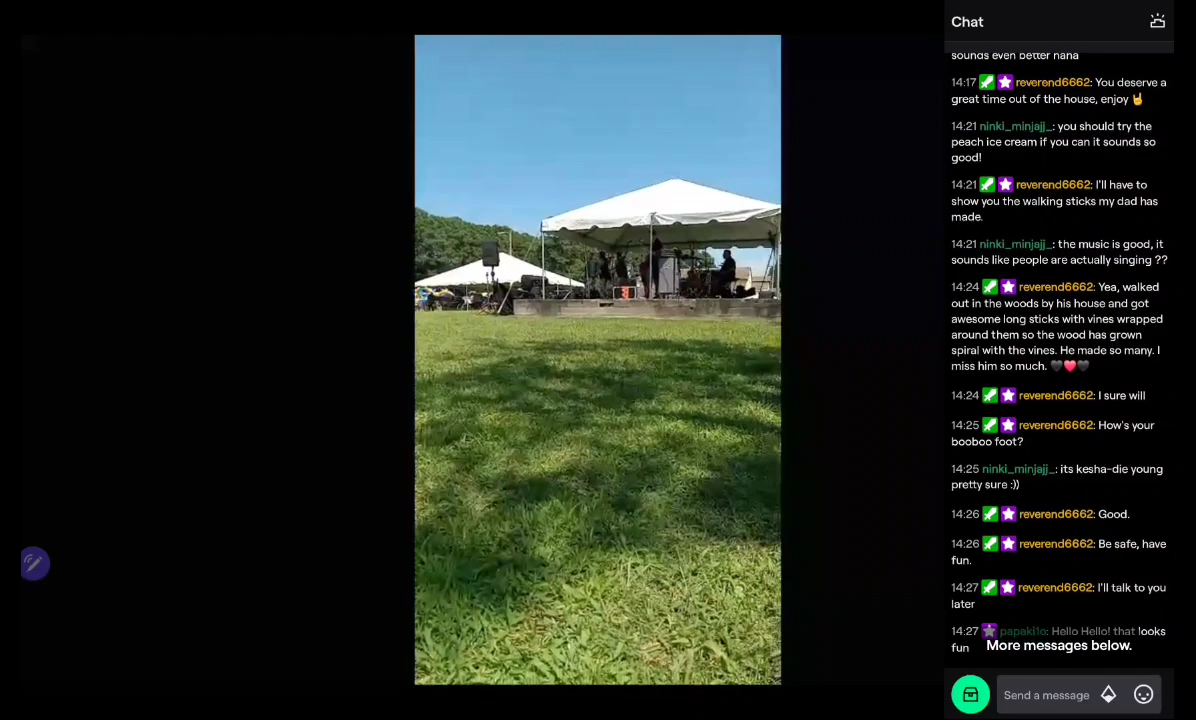 Chat
sounds even better haha
14:17 reverend6662: You deserve a
great time out of the house, enjoy 🤘
14:21 ninki_minjajj_: you should try the
peach ice cream if you can it sounds so
good!
14:21 reverend6662: I'll have to
show you the walking sticks my dad has
made.
14:21 ninki_minjajj_: the music is good, it
sounds like people are actually singing ??
14:24 reverend6662: Yea, walked
out in the woods by his house and got
awesome long sticks with vines wrapped
around them so the wood has grown
spiral with the vines. He made so many. I
miss him so much. 🖤❤️🖤
14:24 reverend6662: I sure will
14:25 reverend6662: How's your
booboo foot?
14:25 ninki_minjajj_: its kesha-die young
pretty sure :))
14:26 reverend6662: Good.
14:26 reverend6662: Be safe, have
fun.
14:27 reverend6662: I'll talk to you
later
14:27 papaki1o: Hello Hello! that looks
fun
More messages below.
Send a message